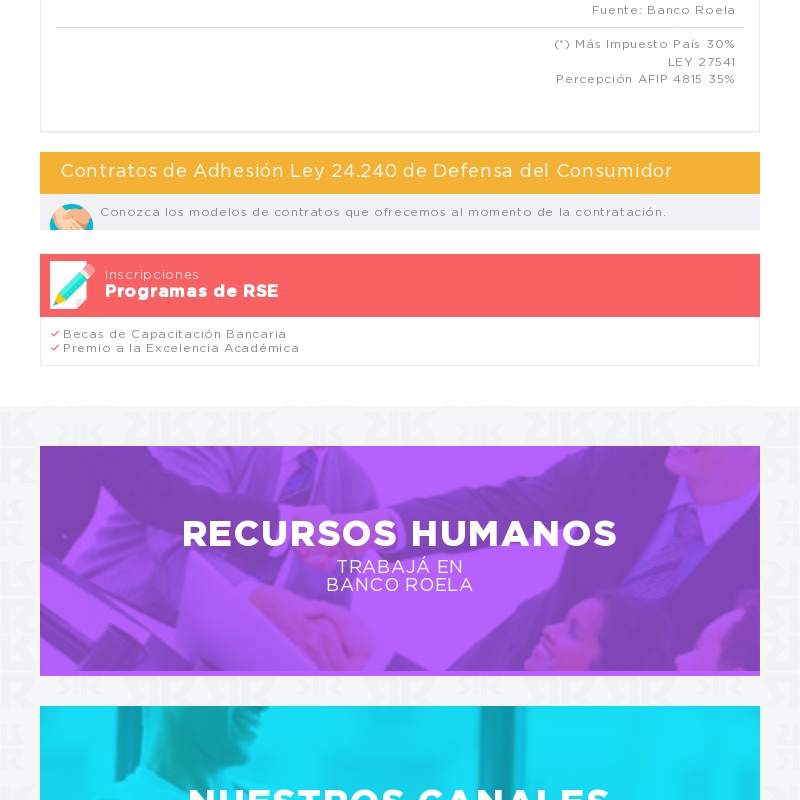 Fuente: Banco Roela
(*) Más Impuesto País 30%
LEY 27541
Percepción AFIP 4815 35%
Contratos de Adhesión Ley 24.240 de Defensa del Consumidor
Conozca los modelos de contratos que ofrecemos al momento de la contratación.
Inscripciones
Programas de RSE
Becas de Capacitación Bancaria
Premio a la Excelencia Académica
RECURSOS HUMANOS
TRABAJÁ EN
BANCO ROELA
NUESTROS CANALES